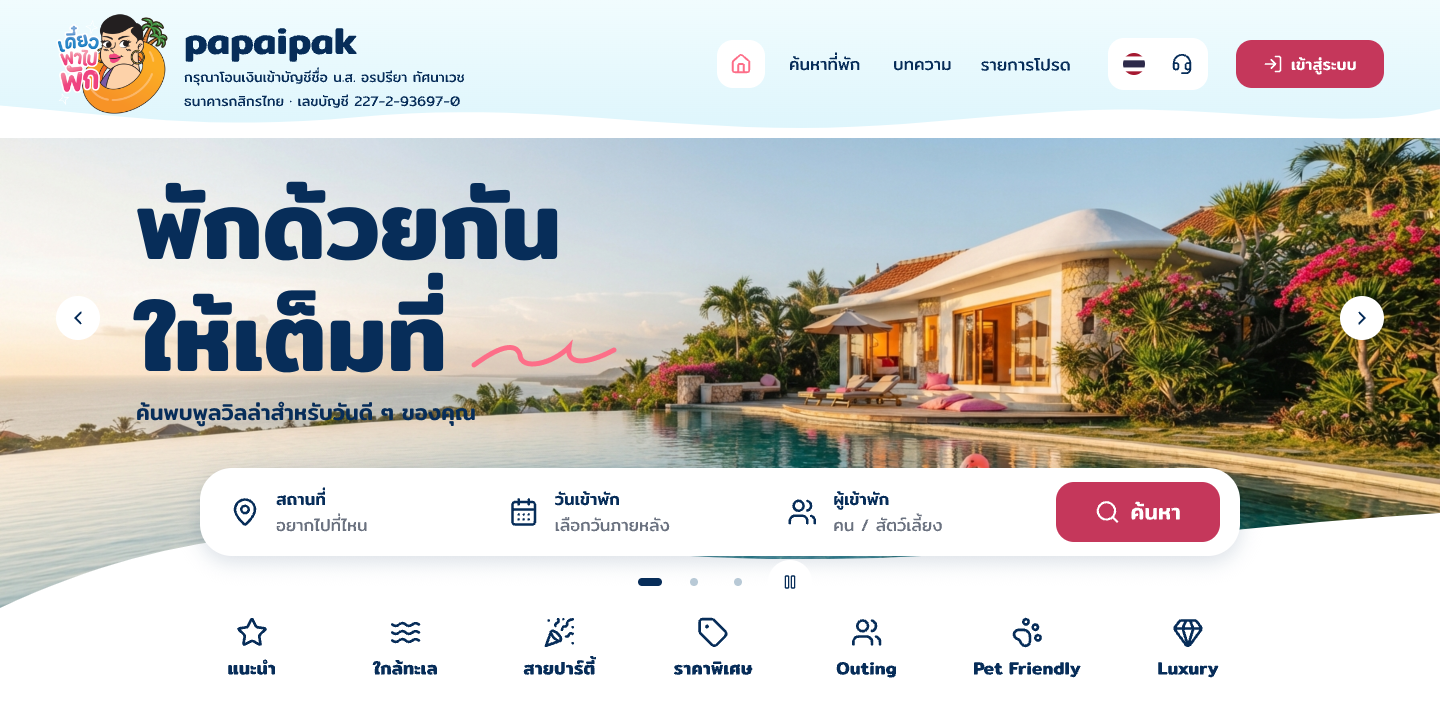 เดี๋ยว
พาไป
พัก
papaipak
กรุณาโอนเงินเข้าบัญชีชื่อ น.ส. อรปรียา ทัศนาเวช
ธนาคารกสิกรไทย · เลขบัญชี 227-2-93697-0
ค้นหาที่พัก
บทความ
รายการโปรด
เข้าสู่ระบบ
พักด้วยกัน
ให้เต็มที่
ค้นพบพูลวิลล่าสำหรับวันดี ๆ ของคุณ
สถานที่
อยากไปที่ไหน
วันเข้าพัก
เลือกวันภายหลัง
ผู้เข้าพัก
คน / สัตว์เลี้ยง
ค้นหา
แนะนำ
ใกล้ทะเล
สายปาร์ตี้
ราคาพิเศษ
Outing
Pet Friendly
Luxury